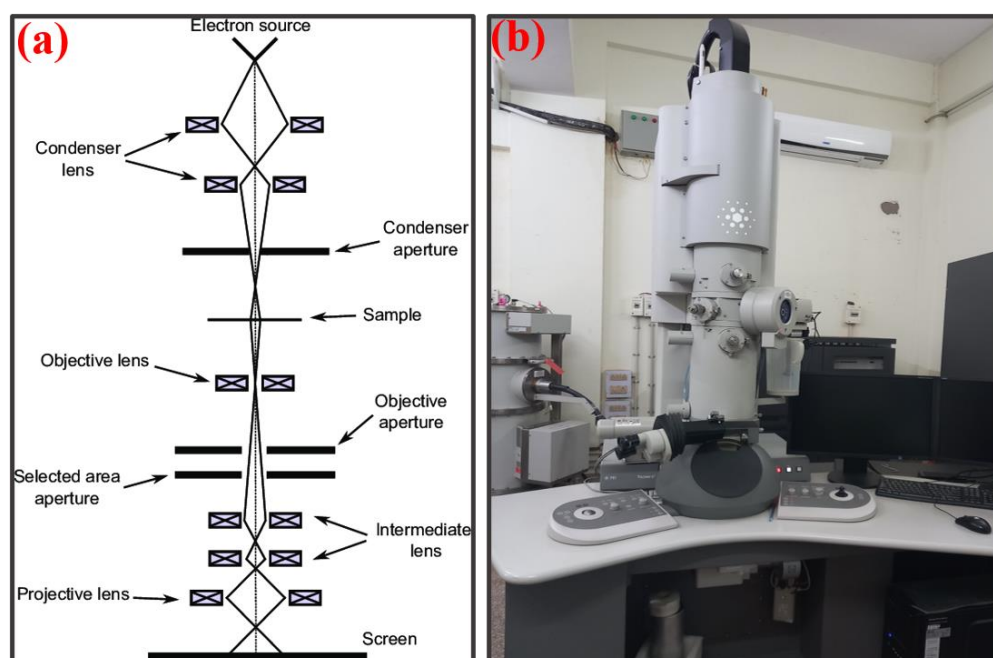 (a)
Electron source
Condenser
lens
Condenser
aperture
Sample
Objective lens
Objective
aperture
Selected area
aperture
Intermediate
lens
Projective lens
Screen
(b)